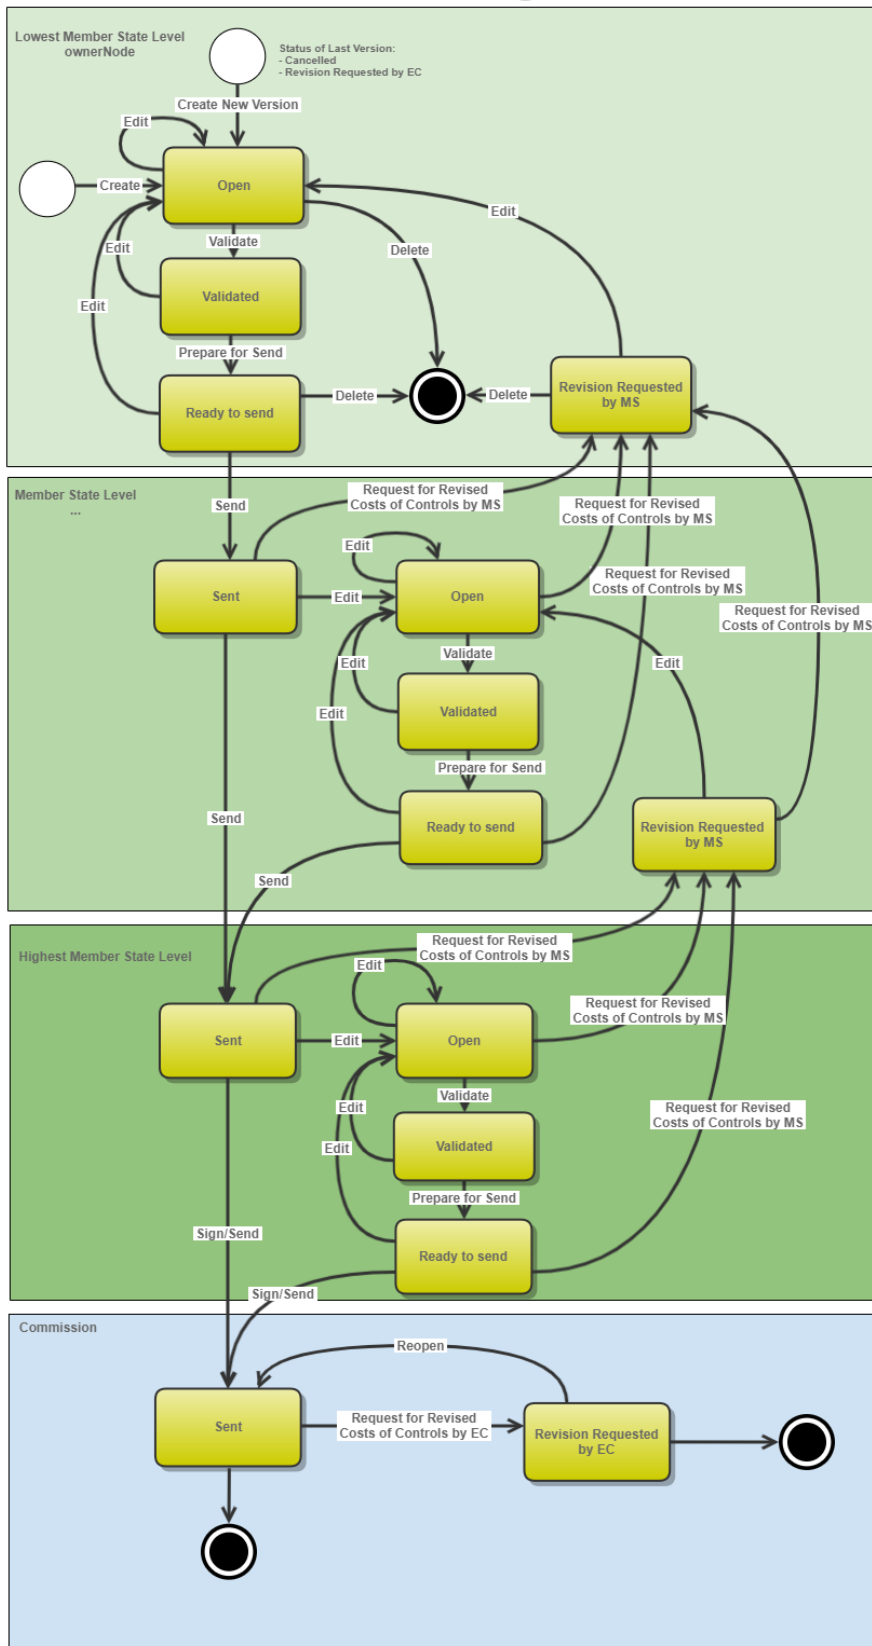 Lowest Member State Level
ownerNode
Status of Last Version:
- Cancelled
- Revision Requested by EC
Create New Version
Edit
Open
Create
Edit
Validate
Edit
Delete
Validated
Edit
Prepare for Send
Ready to send
Delete
Delete
Revision Requested
by MS
Member State Level
...
Send
Request for Revised
Costs of Controls by MS
Request for Revised
Costs of Controls by MS
Edit
Request for Revised
Costs of Controls by MS
Sent
Edit
Open
Request for Revised
Costs of Controls by MS
Validate
Edit
Edit
Validated
Edit
Prepare for Send
Send
Ready to send
Revision Requested
by MS
Send
Highest Member State Level
Request for Revised
Costs of Controls by MS
Edit
Request for Revised
Costs of Controls by MS
Sent
Edit
Open
Validate
Edit
Request for Revised
Costs of Controls by MS
Edit
Validated
Prepare for Send
Sign/Send
Ready to send
Sign/Send
Commission
Reopen
Sent
Request for Revised
Costs of Controls by EC
Revision Requested
by EC